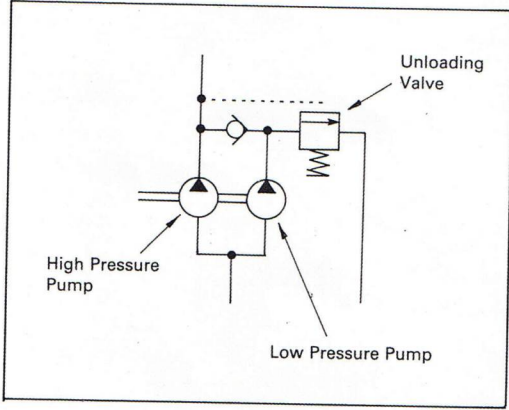 Unloading
Valve
High Pressure
Pump
Low Pressure Pump